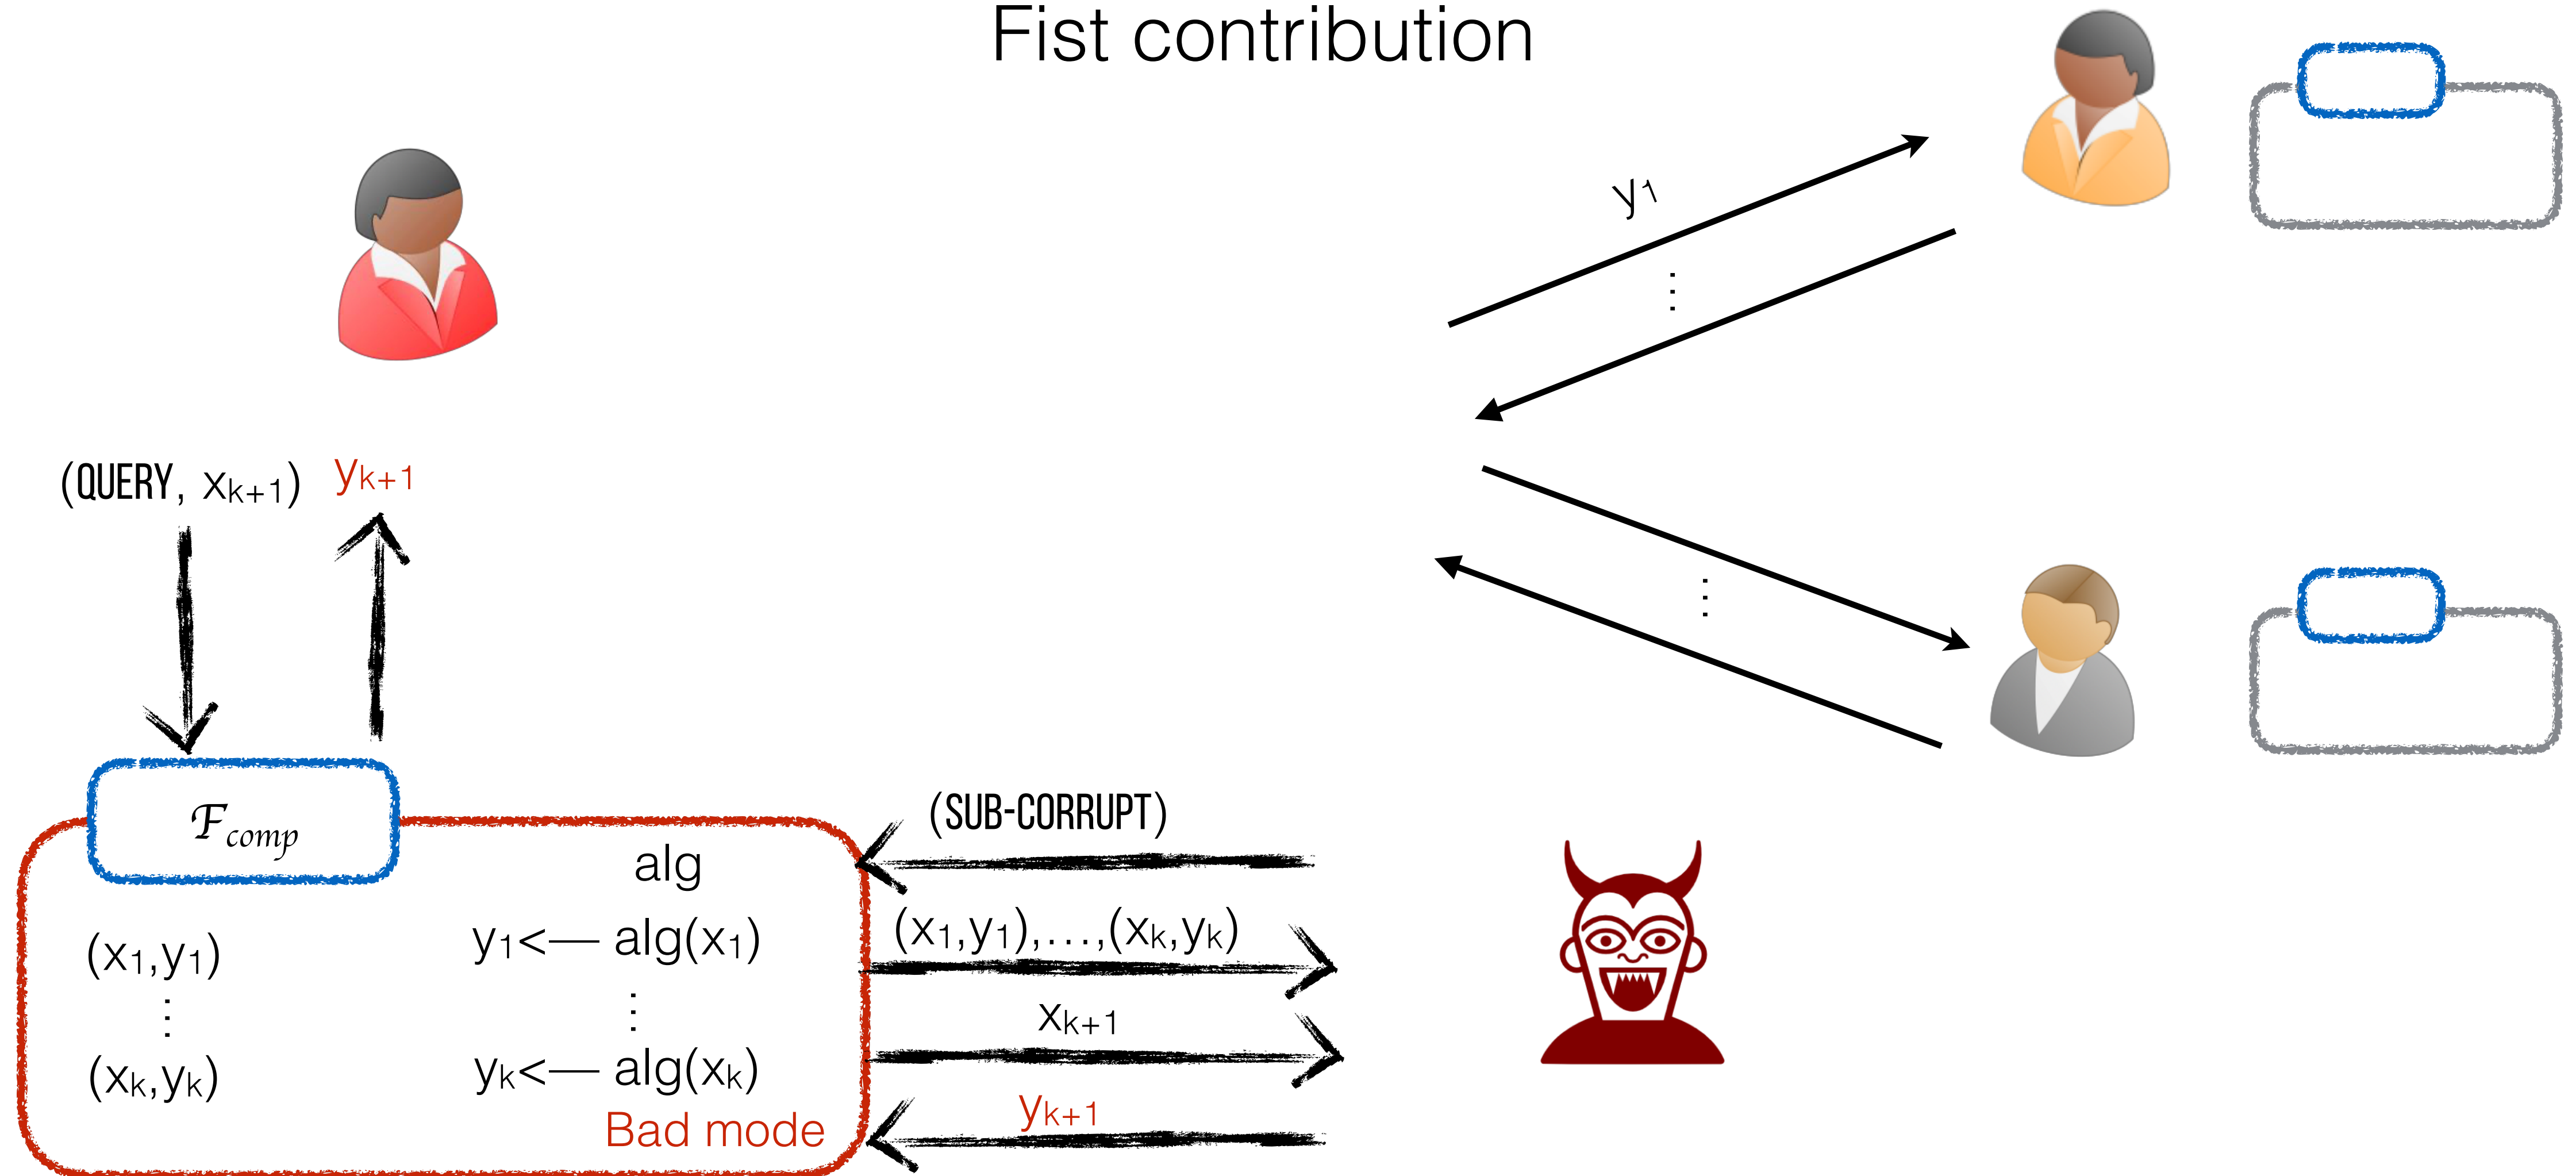 Fist contribution
y₁
⋮
(QUERY, xₖ₊₁) yₖ₊₁
⋮
ℱcomp
(SUB-CORRUPT)
alg
(x₁,y₁)
⋮
(xₖ,yₖ)
y₁<— alg(x₁)
⋮
yₖ<— alg(xₖ)
Bad mode
(x₁,y₁),...,(xₖ,yₖ)
xₖ₊₁
yₖ₊₁